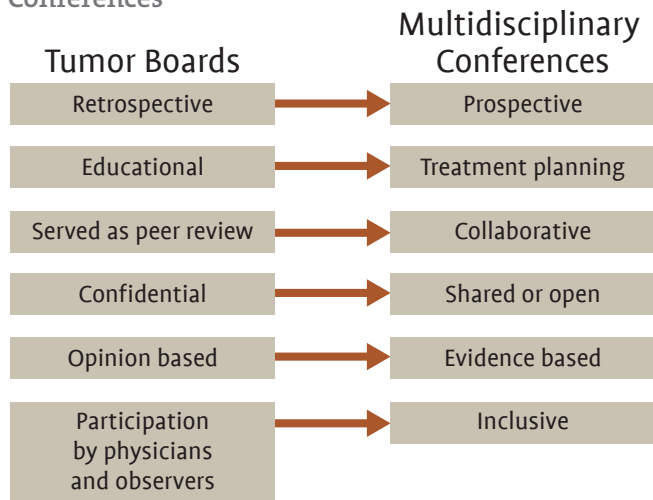 Conferences
Tumor Boards
Multidisciplinary
Conferences
Retrospective
Prospective
Educational
Treatment planning
Served as peer review
Collaborative
Confidential
Shared or open
Opinion based
Evidence based
Participation
by physicians
and observers
Inclusive